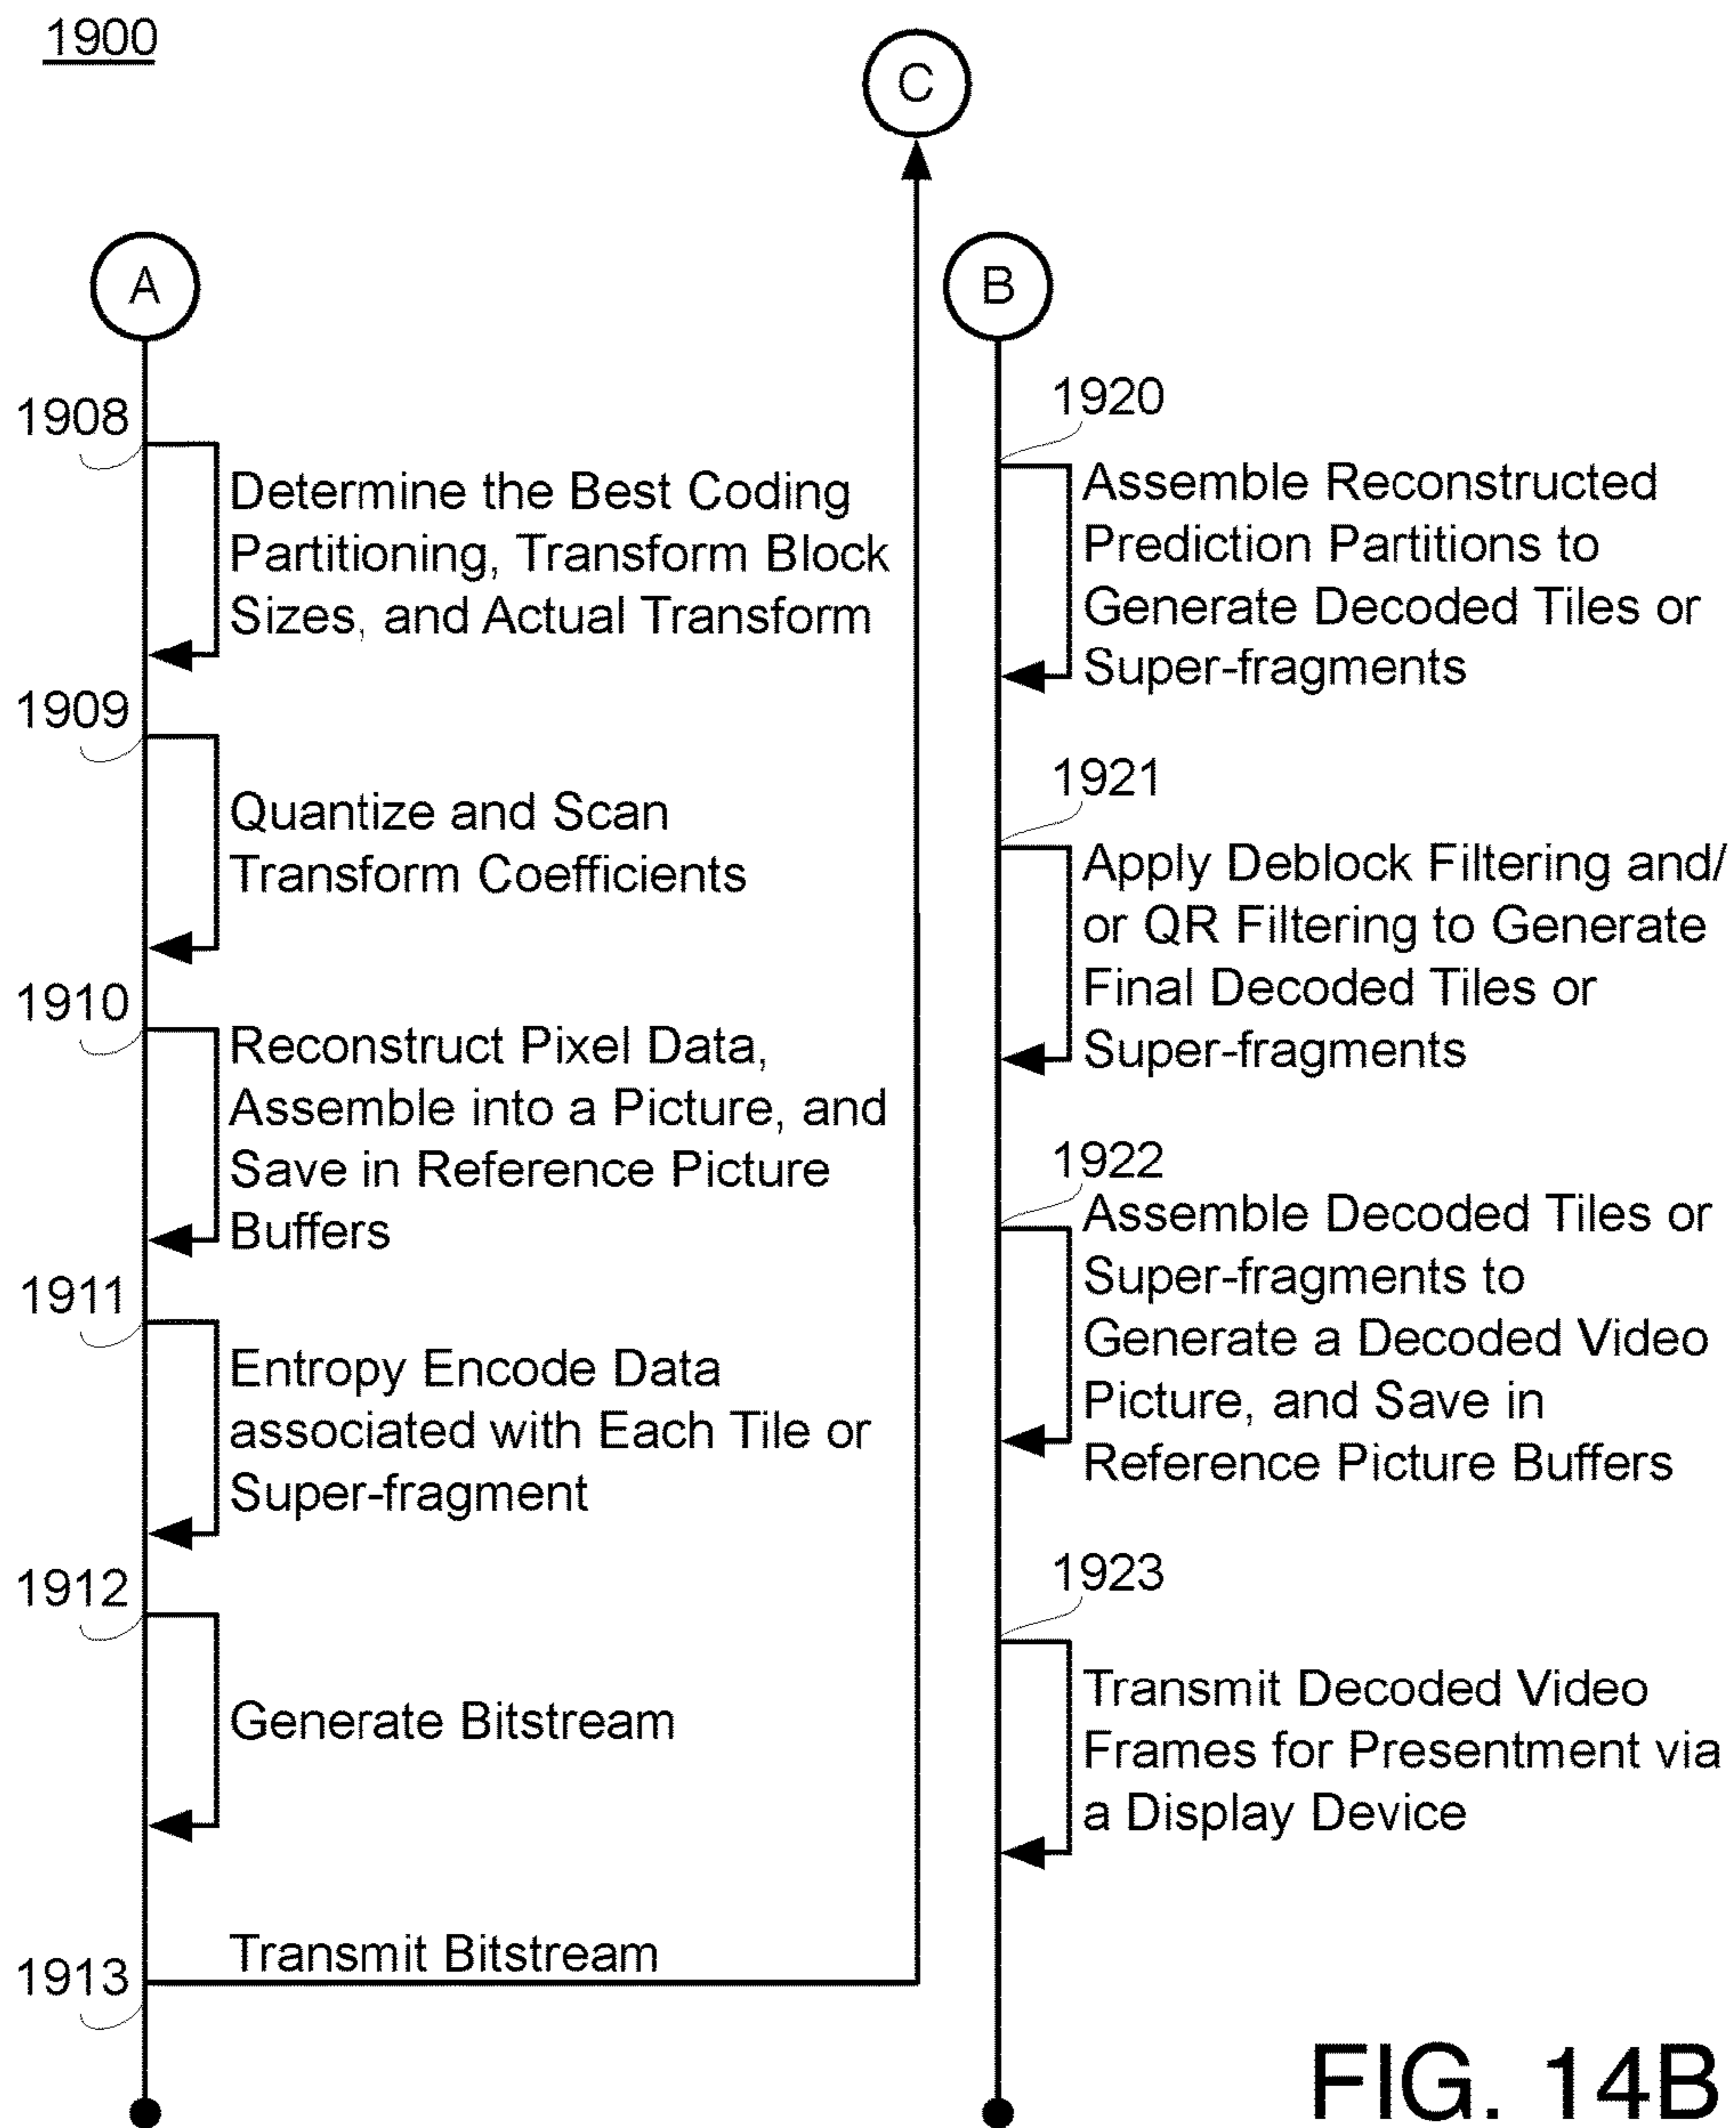 1900
C
A
B
1908
Determine the Best Coding
Partitioning, Transform Block
Sizes, and Actual Transform
1909
Quantize and Scan
Transform Coefficients
1910
Reconstruct Pixel Data,
Assemble into a Picture, and
Save in Reference Picture
Buffers
1911
Entropy Encode Data
associated with Each Tile or
Super-fragment
1912
Generate Bitstream
1913
Transmit Bitstream
1920
Assemble Reconstructed
Prediction Partitions to
Generate Decoded Tiles or
Super-fragments
1921
Apply Deblock Filtering and/
or QR Filtering to Generate
Final Decoded Tiles or
Super-fragments
1922
Assemble Decoded Tiles or
Super-fragments to
Generate a Decoded Video
Picture, and Save in
Reference Picture Buffers
1923
Transmit Decoded Video
Frames for Presentment via
a Display Device
FIG. 14B